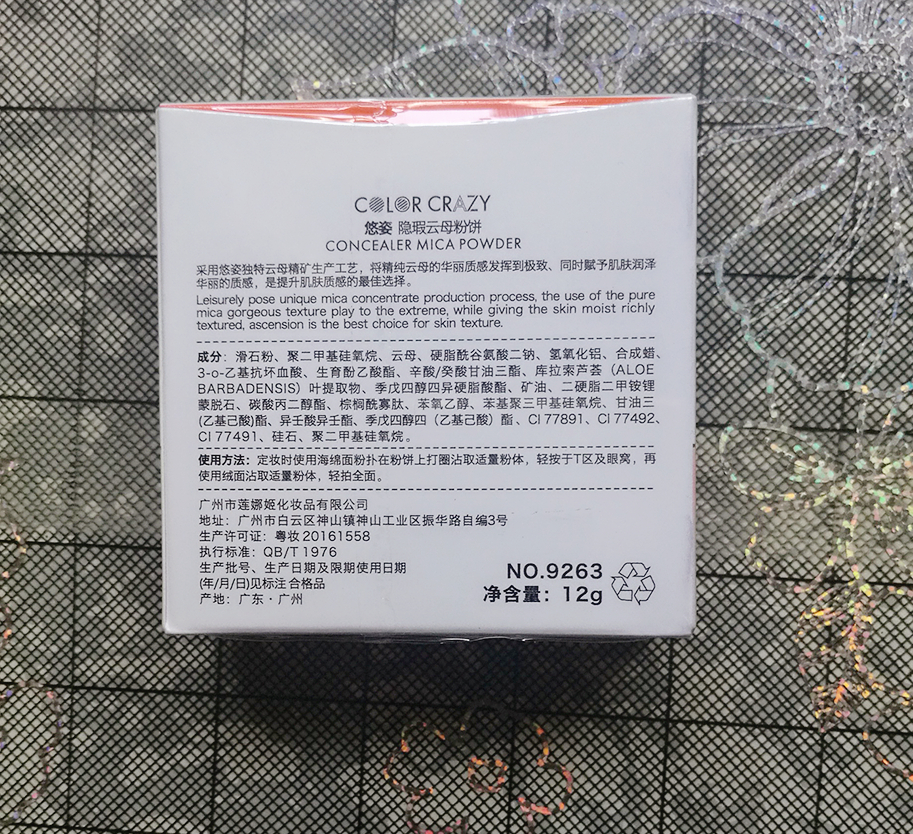 COLOR CRAZY
悠姿 隐瑕云母粉饼
CONCEALER MICA POWDER
采用悠姿独特云母精矿生产工艺，将精纯云母的华丽质感发挥到极致、同时赋予肌肤润泽
华丽的质感，是提升肌肤质感的最佳选择。
Leisurely pose unique mica concentrate production process, the use of the pure
mica gorgeous texture play to the extreme, while giving the skin moist richly
textured, ascension is the best choice for skin texture.
成分：滑石粉、聚二甲基硅氧烷、云母、硬脂酰谷氨酸二钠、氢氧化铝、合成蜡、
3-o-乙基抗坏血酸、生育酚乙酸酯、辛酸/癸酸甘油三酯、库拉索芦荟（ALOE
BARBADENSIS）叶提取物、季戊四醇四异硬脂酸酯、矿油、二硬脂二甲铵锂
蒙脱石、碳酸丙二醇酯、棕榈酰寡肽、苯氧乙醇、苯基聚三甲基硅氧烷、甘油三
(乙基己酸)酯、异壬酸异壬酯、季戊四醇四（乙基己酸）酯、CI 77891、CI 77492、
CI 77491、硅石、聚二甲基硅氧烷。
使用方法：定妆时使用海绵面粉扑在粉饼上打圈沾取适量粉体，轻按于T区及眼窝，再
使用绒面沾取适量粉体，轻拍全面。
广州市莲娜姬化妆品有限公司
地址：广州市白云区神山镇神山工业区振华路自编3号
生产许可证：粤妆20161558
执行标准：QB/T 1976
生产批号、生产日期及限期使用日期
(年/月/日)见标注合格品
产地：广东·广州
NO.9263
净含量：12g